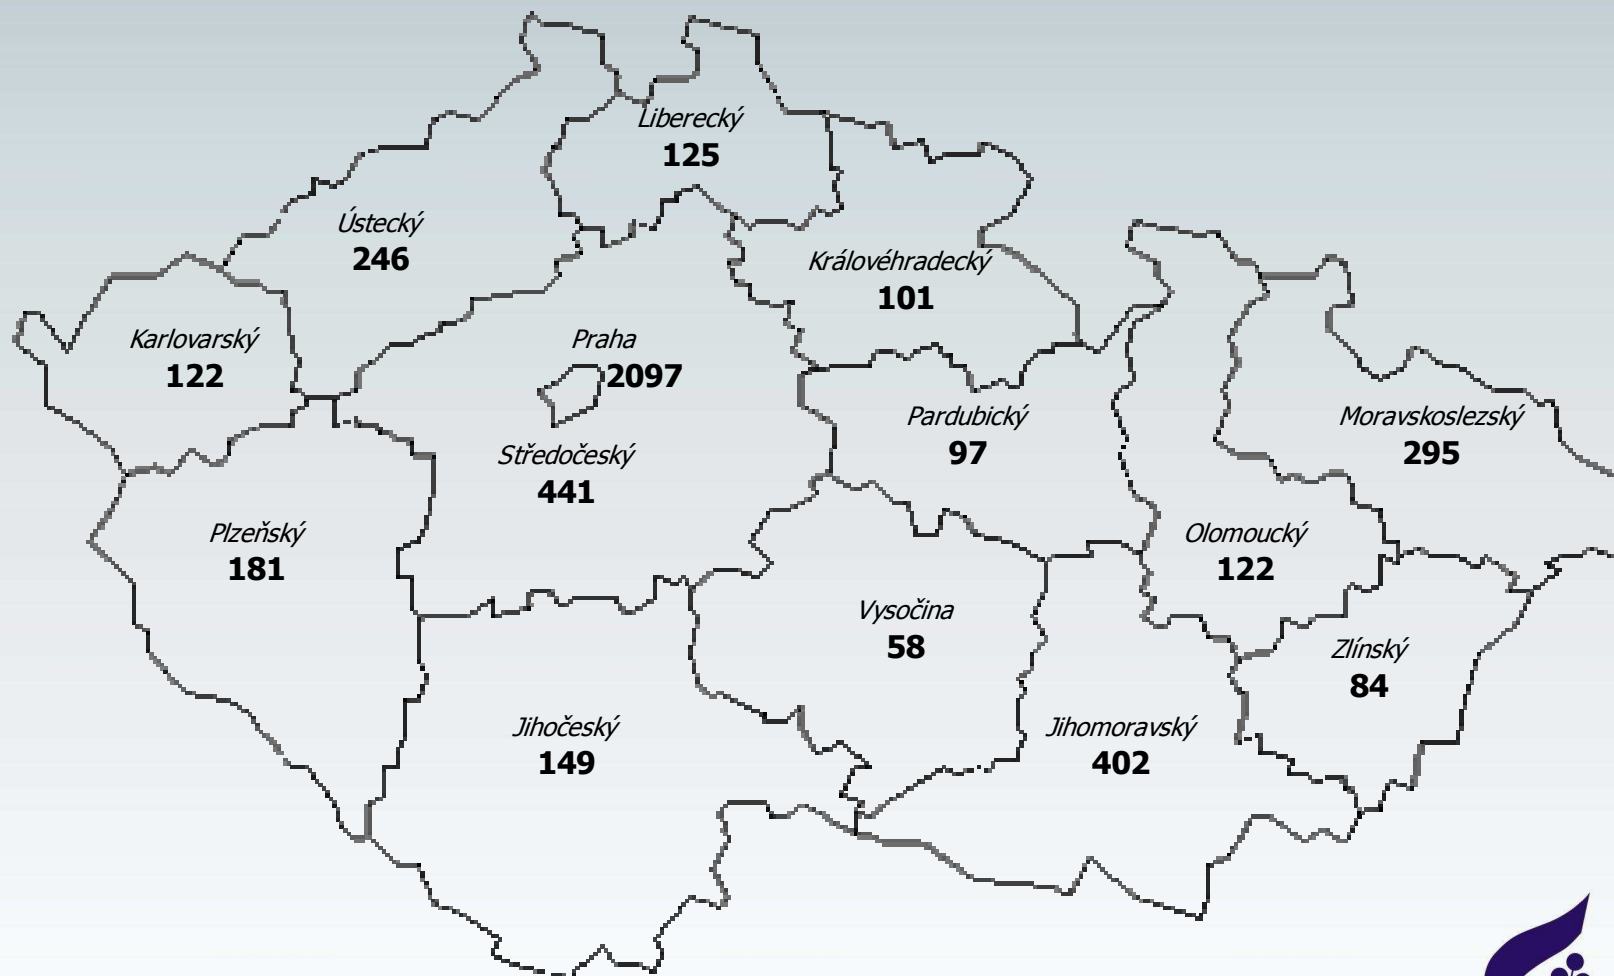 Liberecký
125
Ústecký
246
Královéhradecký
101
Karlovarský
122
Praha
2097
Pardubický
97
Moravskoslezský
295
Středočeský
441
Plzeňský
181
Olomoucký
122
Vysočina
58
Zlínský
84
Jihočeský
149
Jihomoravský
402